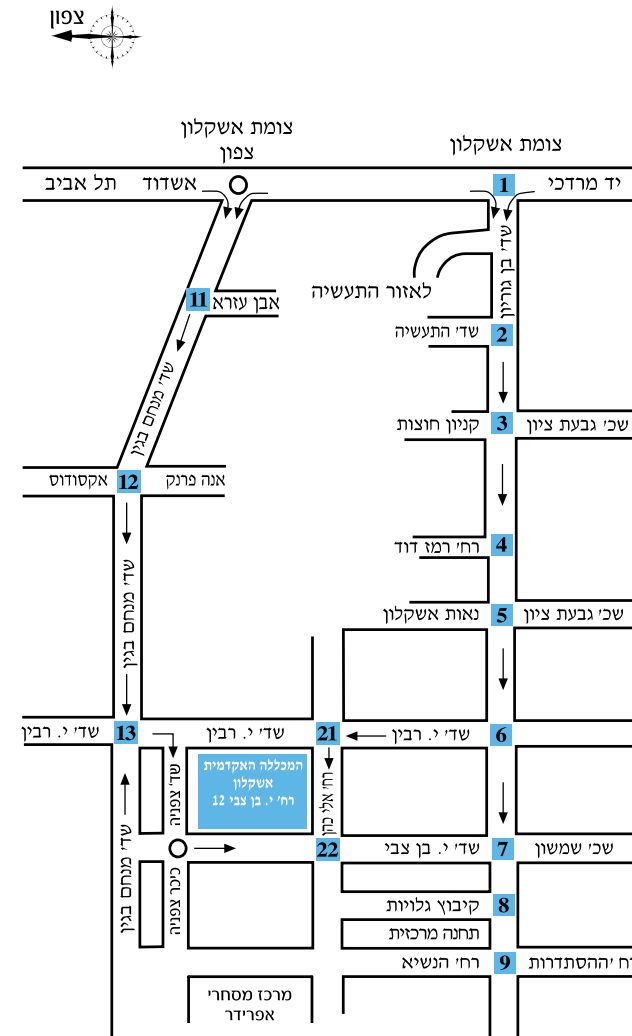 צפון
צומת אשקלון
צומת אשקלון
צפון
יד מרדכי
1
אשדוד
תל אביב
שד' בן גוריון
לאזור התעשיה
11
אבן עזרא
שד' התעשיה
2
שד' מנחם בגין
שכ' גבעת ציון
3
קניון חוצות
אנה פרנק
12
אקסודוס
4
רח' רמז דוד
שד' מנחם בגין
שכ' גבעת ציון
5
נאות אשקלון
6
שד' י. רבין
21
שד' י. רבין
13
שד' י. רבין
המכללה האקדמית
אשקלון
רח' י. בן צבי 12
רח' אלי כהן
שד' צפניה
שד' מנחם בגין
שכ' שמשון
7
שד' י. בן צבי
22
כיכר צפניה
8
קיבוץ גלויות
תחנה מרכזית
רח' ההסתדרות
9
רח' הנשיא
מרכז מסחרי
אפרידר